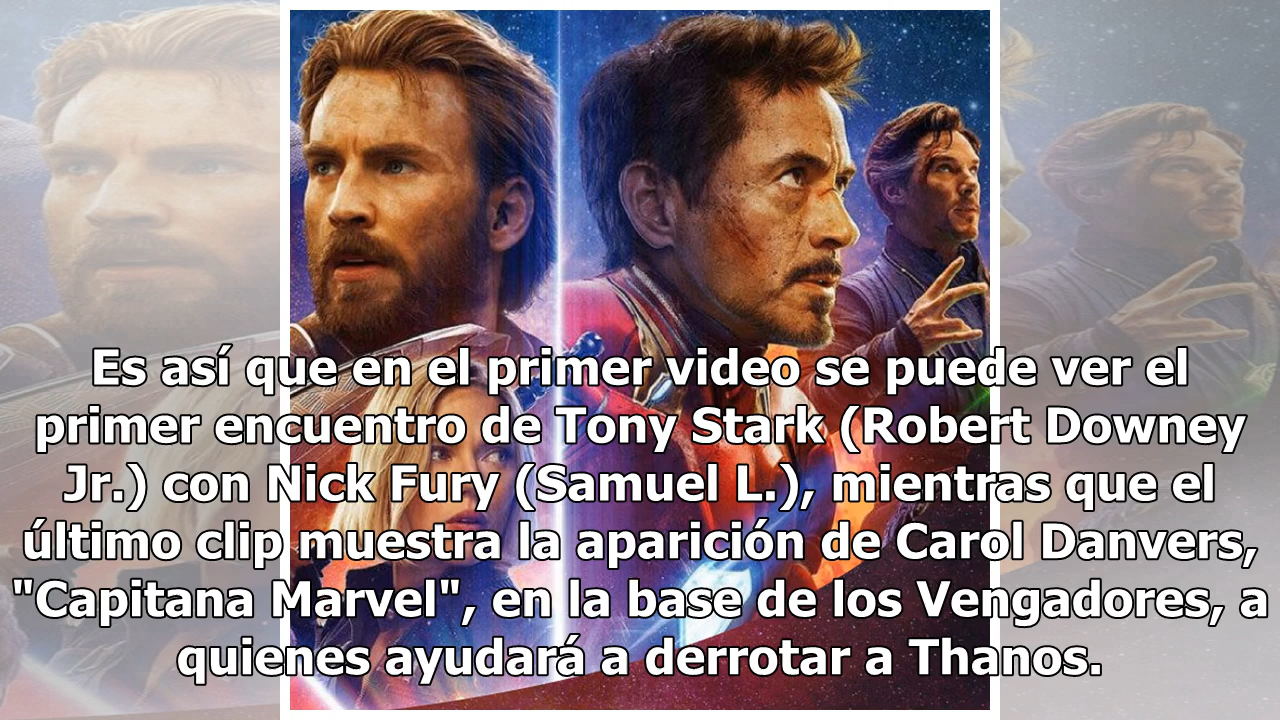 Es así que en el primer video se puede ver el
primer encuentro de Tony Stark (Robert Downey
Jr.) con Nick Fury (Samuel L.), mientras que el
último clip muestra la aparición de Carol Danvers,
"Capitana Marvel", en la base de los Vengadores, a
quienes ayudará a derrotar a Thanos.